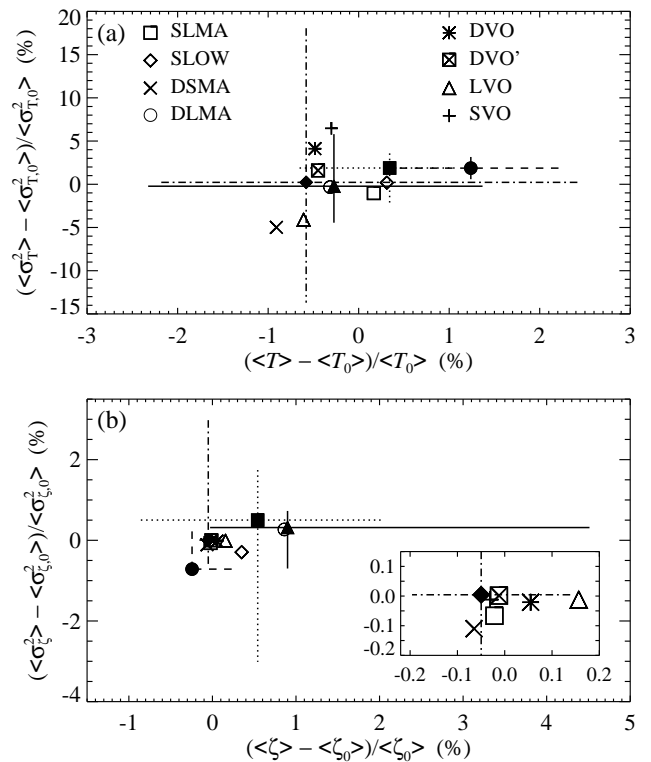 (a)
SLMA
SLOW
DSMA
DLMA
DVO
DVO'
LVO
SVO
20
15
10
5
0
-5
-10
-15
(<σ²T> − <σ²T,0>)/<σ²T,0> (%)
-3 -2 -1 0 1 2 3
(<T> − <T₀>)/<T₀> (%)
(b)
2
0
-2
-4
(<σ²ζ> − <σ²ζ,0>)/<σ²ζ,0> (%)
0.1
0.0
-0.1
-0.2
-0.2 -0.1 0.0 0.1 0.2
-1 0 1 2 3 4 5
(<ζ> − <ζ₀>)/<ζ₀> (%)